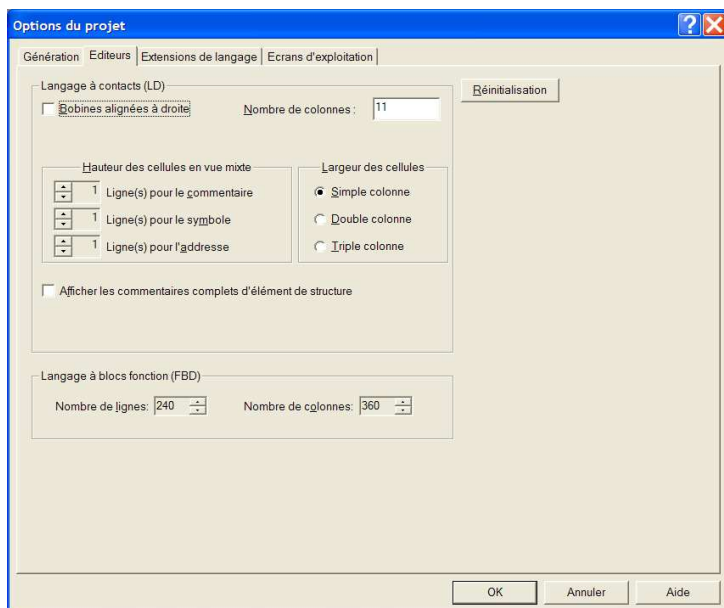 Options du projet
Génération Editeurs Extensions de langage Ecrans d'exploitation
Langage à contacts (LD)
Bobines alignées à droite Nombre de colonnes : 11
Réinitialisation
Hauteur des cellules en vue mixte Largeur des cellules
1 Ligne(s) pour le commentaire Simple colonne
1 Ligne(s) pour le symbole Double colonne
1 Ligne(s) pour l'addresse Triple colonne
Afficher les commentaires complets d'élément de structure
Langage à blocs fonction (FBD)
Nombre de lignes: 240 Nombre de colonnes: 360
OK Annuler Aide